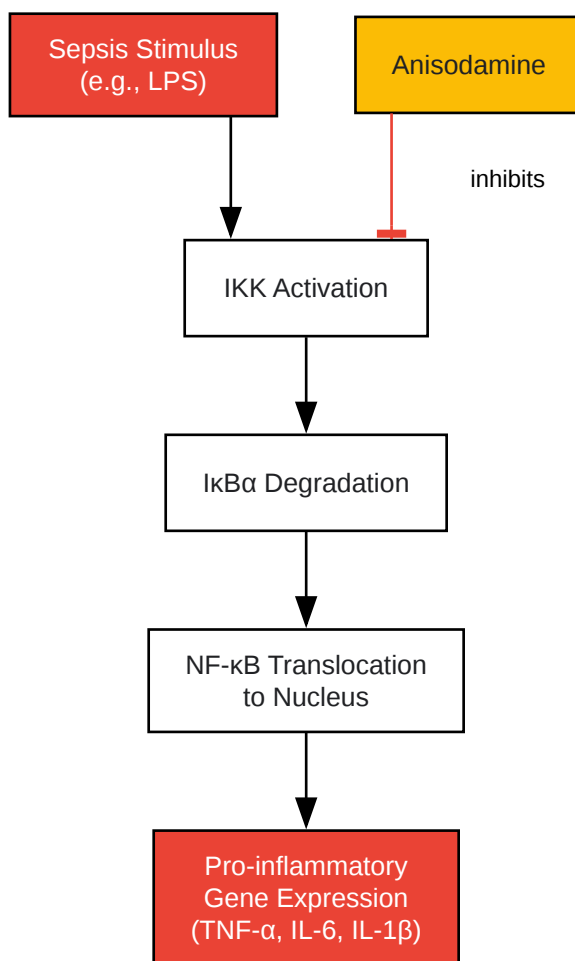 Sepsis Stimulus
(e.g., LPS)
Anisodamine
inhibits
IKK Activation
IκBα Degradation
NF-κB Translocation
to Nucleus
Pro-inflammatory
Gene Expression
(TNF-α, IL-6, IL-1β)